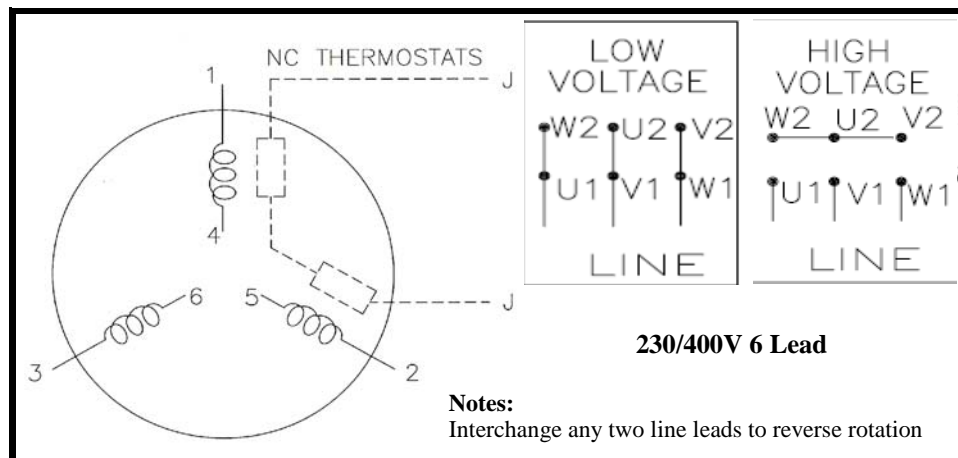 NC THERMOSTATS
1
J
4
6
5
J
3
2
LOW
VOLTAGE
W2 U2 V2
U1 V1 W1
LINE
HIGH
VOLTAGE
W2 U2 V2
U1 V1 W1
LINE
230/400V 6 Lead
Notes:
Interchange any two line leads to reverse rotation